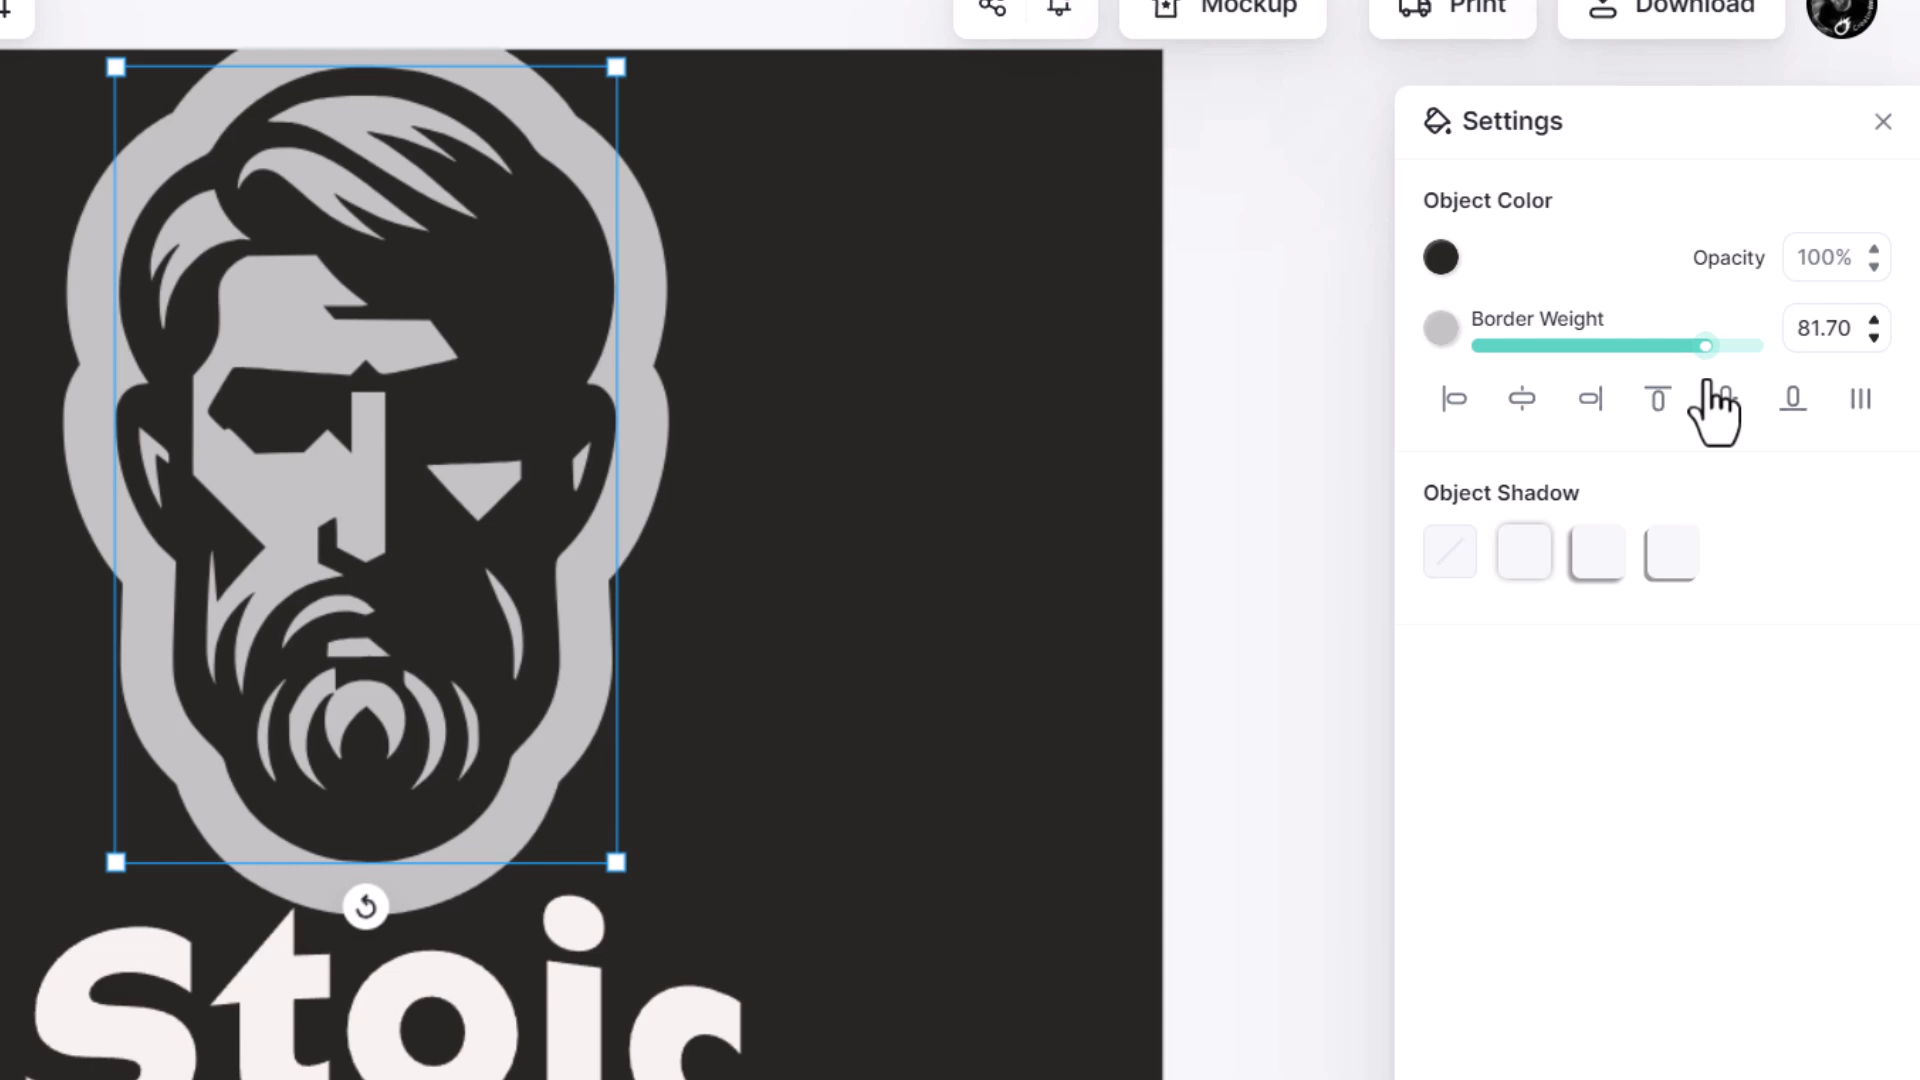 Mockup
Print
Download
Settings
Object Color
Opacity
100%
Border Weight
81.70
Object Shadow
Stoic